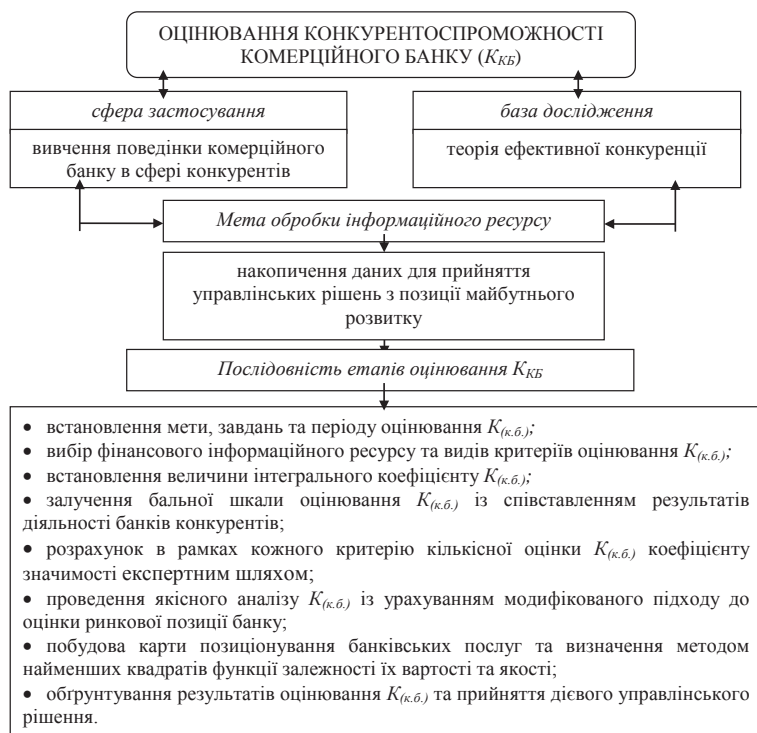 ОЦІНЮВАННЯ КОНКУРЕНТОСПРОМОЖНОСТІ
КОМЕРЦІЙНОГО БАНКУ (К_КБ)
сфера застосування
вивчення поведінки комерційного
банку в сфері конкурентів
база дослідження
теорія ефективної конкуренції
Мета обробки інформаційного ресурсу
накопичення даних для прийняття
управлінських рішень з позиції майбутнього
розвитку
Послідовність етапів оцінювання К_КБ
• встановлення мети, завдань та періоду оцінювання К(к.б.);
• вибір фінансового інформаційного ресурсу та видів критеріїв оцінювання К(к.б.);
• встановлення величини інтегрального коефіцієнту К(к.б.);
• залучення бальної шкали оцінювання К(к.б.) із співставленням результатів
діяльності банків конкурентів;
• розрахунок в рамках кожного критерію кількісної оцінки К(к.б.) коефіцієнту
значимості експертним шляхом;
• проведення якісного аналізу К(к.б.) із урахуванням модифікованого підходу до
оцінки ринкової позиції банку;
• побудова карти позиціонування банківських послуг та визначення методом
найменших квадратів функції залежності їх вартості та якості;
• обґрунтування результатів оцінювання К(к.б.) та прийняття дієвого управлінського
рішення.